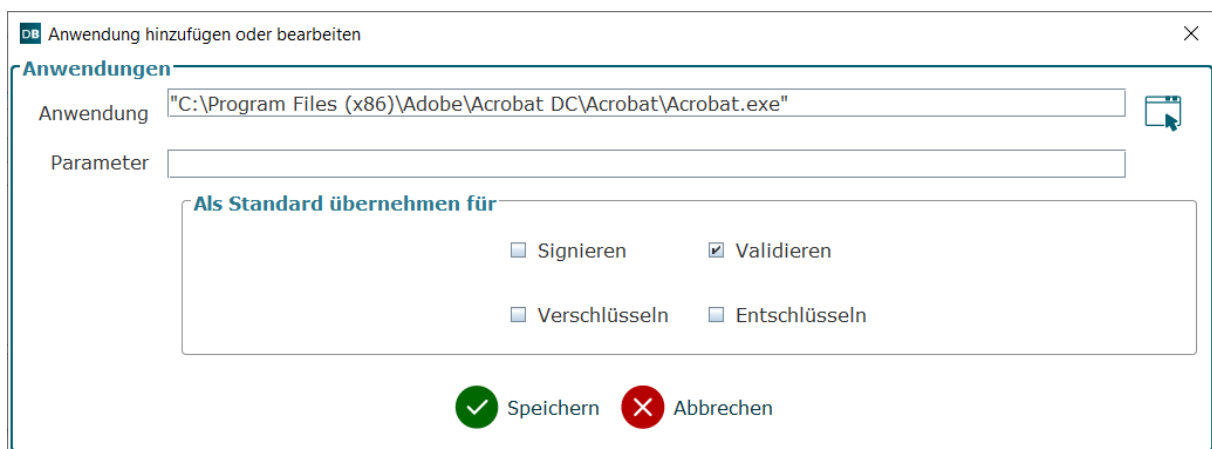 DB Anwendung hinzufügen oder bearbeiten
Anwendungen
Anwendung "C:\Program Files (x86)\Adobe\Acrobat DC\Acrobat\Acrobat.exe"
Parameter
Als Standard übernehmen für
Signieren Validieren
Verschlüsseln Entschlüsseln
Speichern Abbrechen